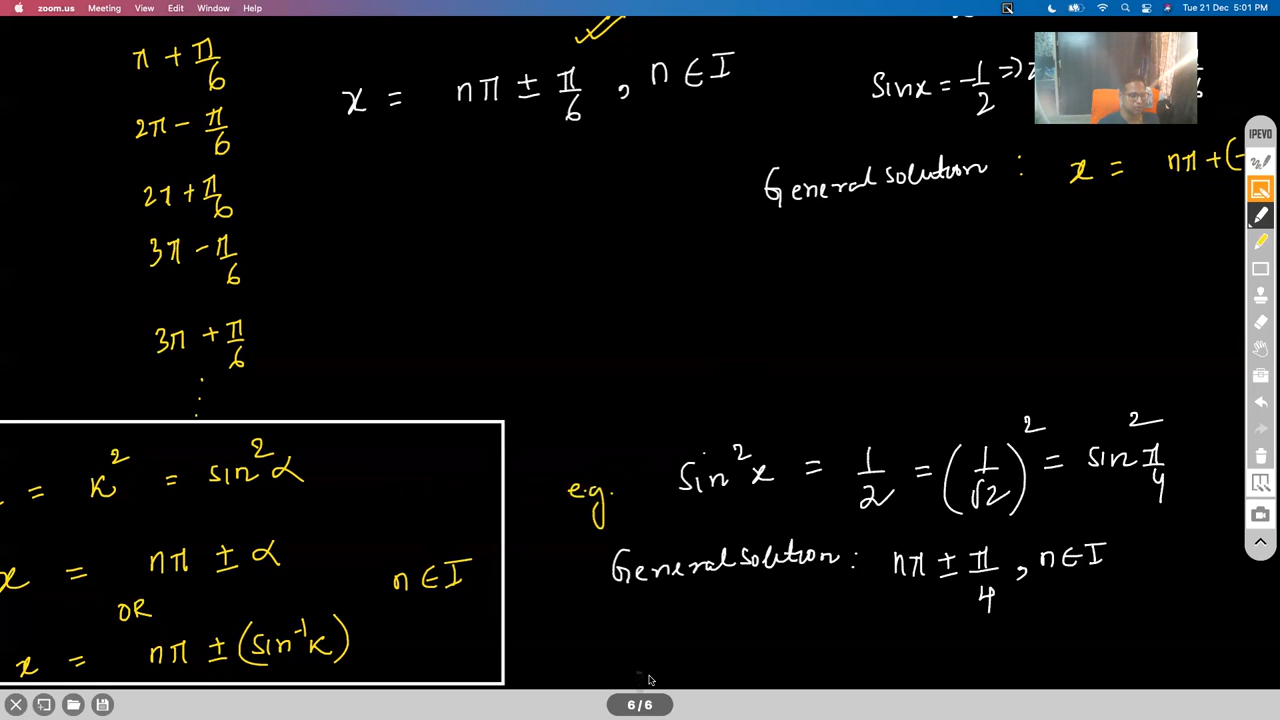 zoom.us Meeting View Edit Window Help Tue 21 Dec 5:01 PM
π + π/6
2π − π/6
2π + π/6
3π − π/6
3π + π/6
⋮
x = nπ ± π/6 , n ∈ I
Sinx = −1/2 ⇒
General solution : x = nπ + (−
= K² = sin²α
x = nπ ± α n ∈ I
OR
x = nπ ± (sin⁻¹K)
e.g. sin²x = 1/2 = (1/√2)² = sin²π/4
General solution : nπ ± π/4 , n ∈ I
IPEVO
6 / 6